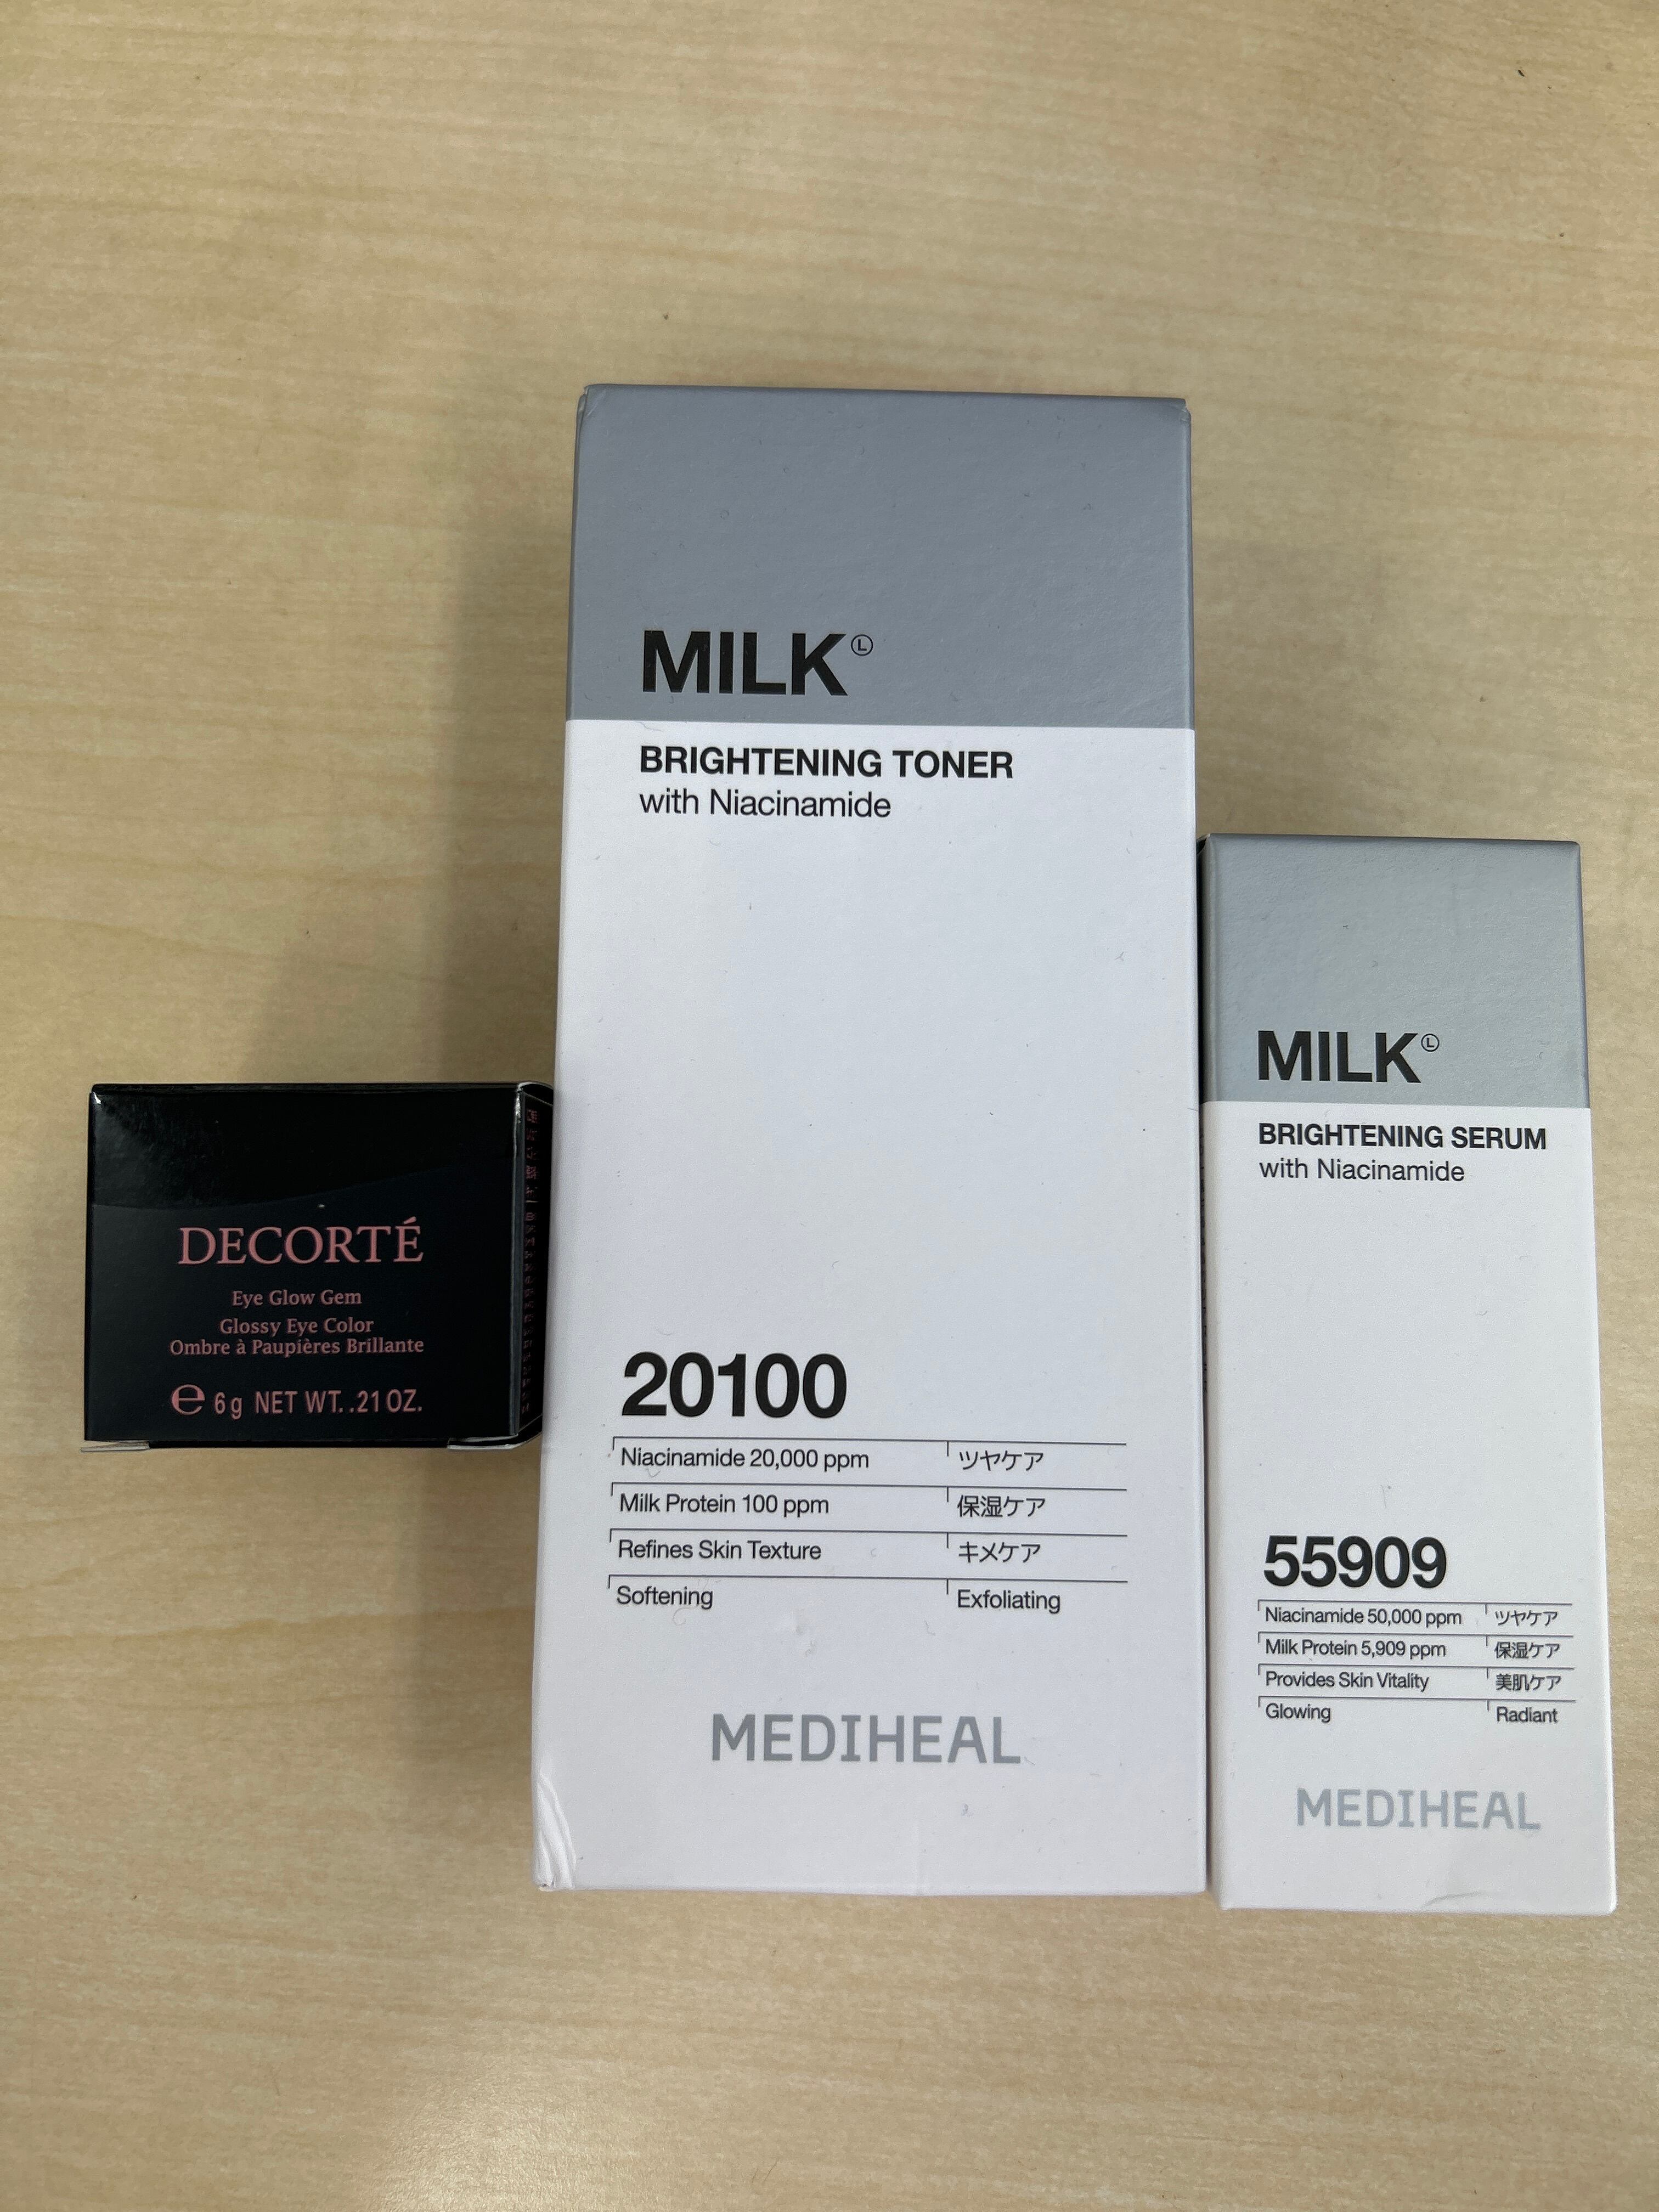 DECORTÉ
Eye Glow Gem
Glossy Eye Color
Ombre à Paupières Brillante
℮ 6g NET WT. .21 OZ.
MILKⓁ
BRIGHTENING TONER
with Niacinamide
20100
Niacinamide 20,000 ppm ツヤケア
Milk Protein 100 ppm 保湿ケア
Refines Skin Texture キメケア
Softening Exfoliating
MEDIHEAL
MILKⓁ
BRIGHTENING SERUM
with Niacinamide
55909
Niacinamide 50,000 ppm ツヤケア
Milk Protein 5,909 ppm 保湿ケア
Provides Skin Vitality 美肌ケア
Glowing Radiant
MEDIHEAL